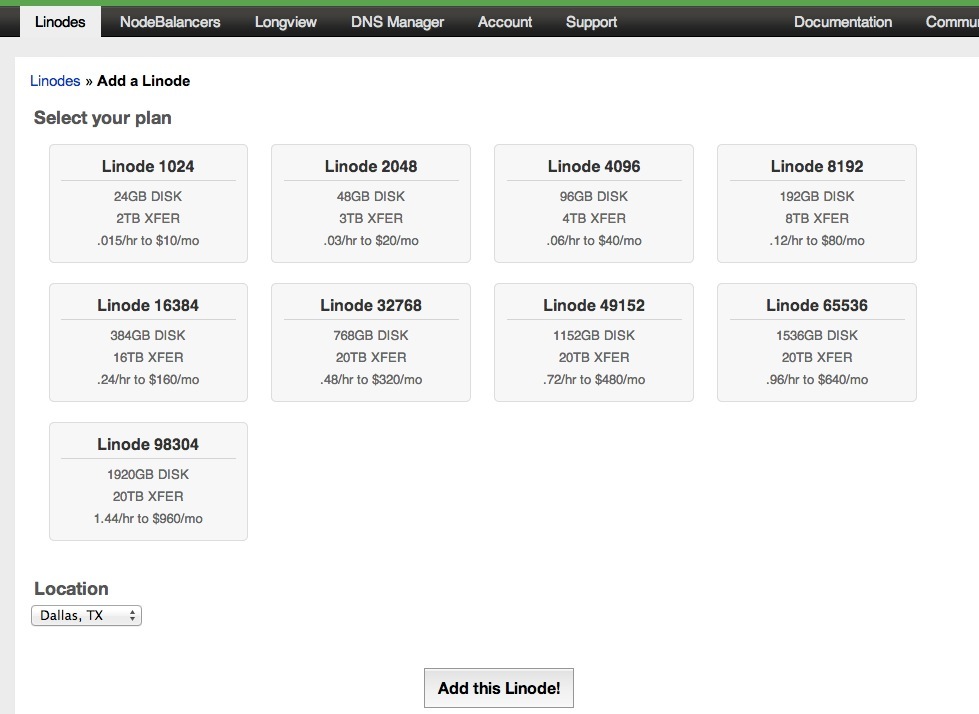 Linodes NodeBalancers Longview DNS Manager Account Support Documentation
Linodes » Add a Linode
Select your plan
Linode 1024
24GB DISK
2TB XFER
.015/hr to $10/mo
Linode 2048
48GB DISK
3TB XFER
.03/hr to $20/mo
Linode 4096
96GB DISK
4TB XFER
.06/hr to $40/mo
Linode 8192
192GB DISK
8TB XFER
.12/hr to $80/mo
Linode 16384
384GB DISK
16TB XFER
.24/hr to $160/mo
Linode 32768
768GB DISK
20TB XFER
.48/hr to $320/mo
Linode 49152
1152GB DISK
20TB XFER
.72/hr to $480/mo
Linode 65536
1536GB DISK
20TB XFER
.96/hr to $640/mo
Linode 98304
1920GB DISK
20TB XFER
1.44/hr to $960/mo
Location
Dallas, TX
Add this Linode!